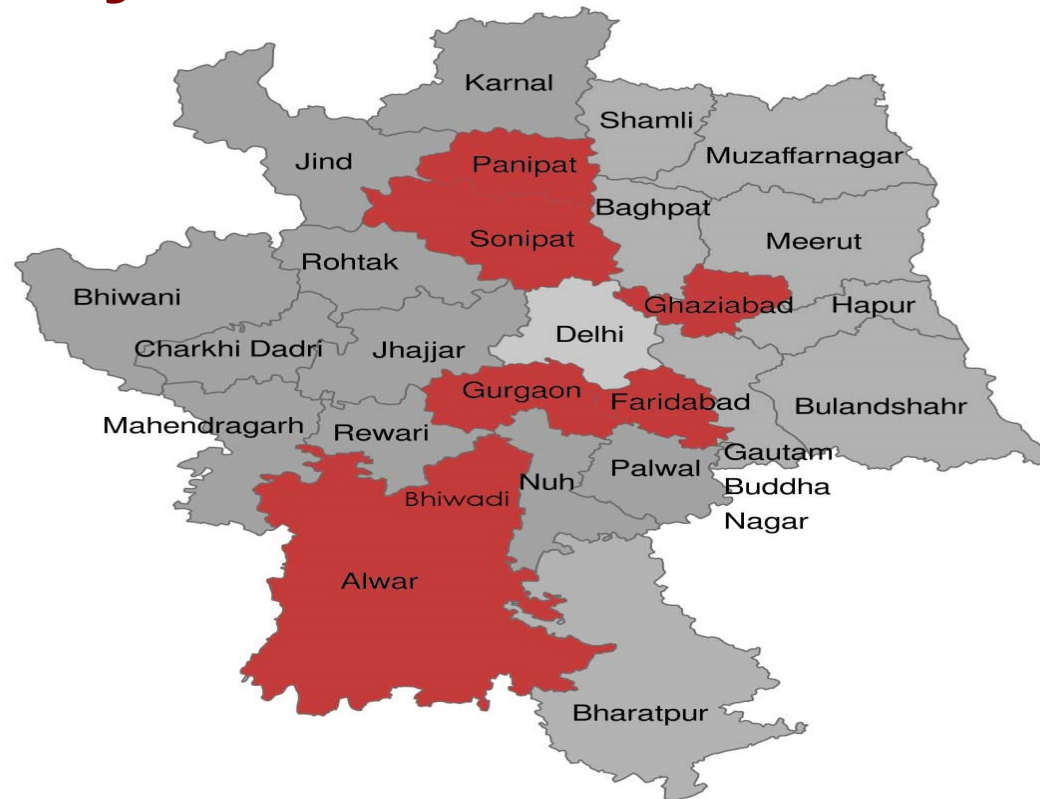 Karnal
Shamli
Muzaffarnagar
Jind
Panipat
Baghpat
Sonipat
Meerut
Rohtak
Bhiwani
Ghaziabad
Hapur
Delhi
Charkhi Dadri
Jhajjar
Gurgaon
Faridabad
Bulandshahr
Mahendragarh
Rewari
Gautam
Buddha
Nagar
Palwal
Nuh
Bhiwadi
Alwar
Bharatpur